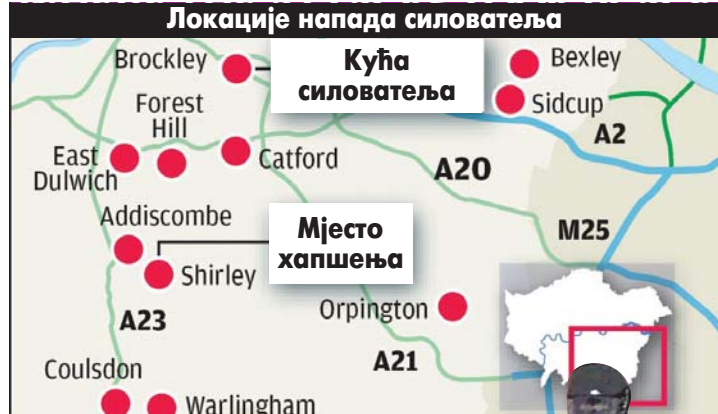 Локације напада силоватеља
Brockley
Кућа
силоватеља
Bexley
Forest
Hill
Sidcup
A2
East
Dulwich
Catford
A20
Addiscombe
Мјесто
хапшења
M25
Shirley
Orpington
A23
A21
Coulsdon
Warlingham